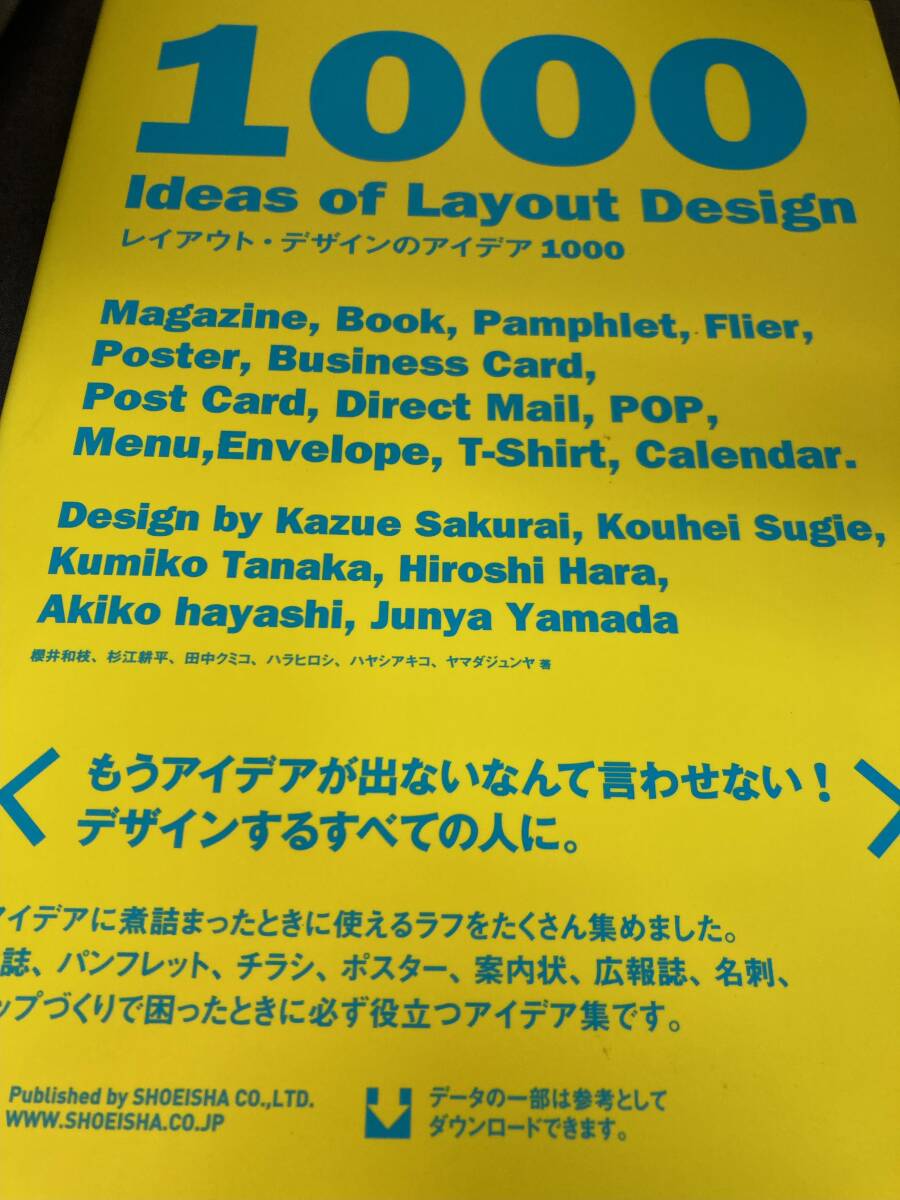 1000
Ideas of Layout Design
レイアウト・デザインのアイデア 1000
Magazine, Book, Pamphlet, Flier,
Poster, Business Card,
Post Card, Direct Mail, POP,
Menu,Envelope, T-Shirt, Calendar.
Design by Kazue Sakurai, Kouhei Sugie,
Kumiko Tanaka, Hiroshi Hara,
Akiko hayashi, Junya Yamada
櫻井和枝、杉江耕平、田中クミコ、ハラヒロシ、ハヤシアキコ、ヤマダジュンヤ 著
もうアイデアが出ないなんて言わせない！
デザインするすべての人に。
アイデアに煮詰まったときに使えるラフをたくさん集めました。
誌、パンフレット、チラシ、ポスター、案内状、広報誌、名刺、
ップづくりで困ったときに必ず役立つアイデア集です。
Published by SHOEISHA CO.,LTD.
WWW.SHOEISHA.CO.JP
データの一部は参考として
ダウンロードできます。